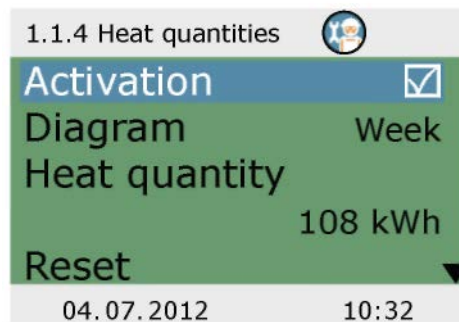 1.1.4 Heat quantities
Activation
Diagram Week
Heat quantity
108 kWh
Reset
04.07.2012 10:32